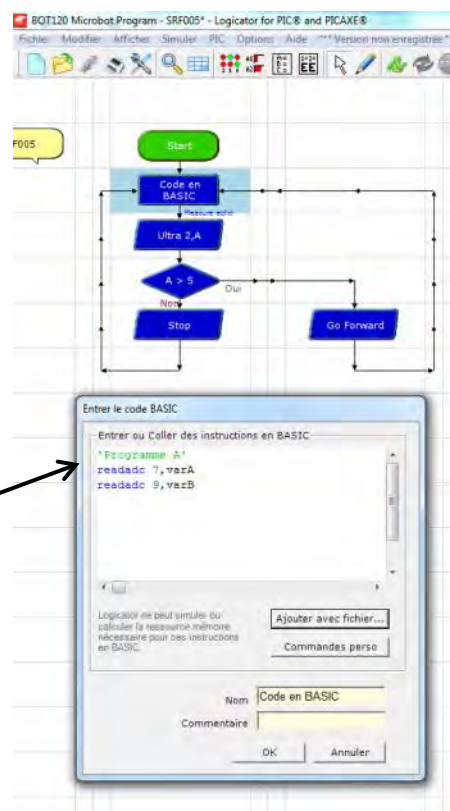 BOT120 Microbot Program - SRF005* - Logicator for PIC® and PICAXE®
Fichier Modifier Afficher Simuler PIC Options Aide *** Version non enregistrée *
F005
Start
Code en
BASIC
Ultra 2,A
A > 5
Oui
Non
Stop
Go Forward
Entrer le code BASIC
Entrer ou Coller des instructions en BASIC
'Programme A'
readadc 7,varA
readadc 9,varB
Logicator ne peut simuler ou
calculer la ressource mémoire
nécessaire pour ces instructions
en BASIC.
Ajouter avec fichier...
Commandes perso
Nom Code en BASIC
Commentaire
OK Annuler